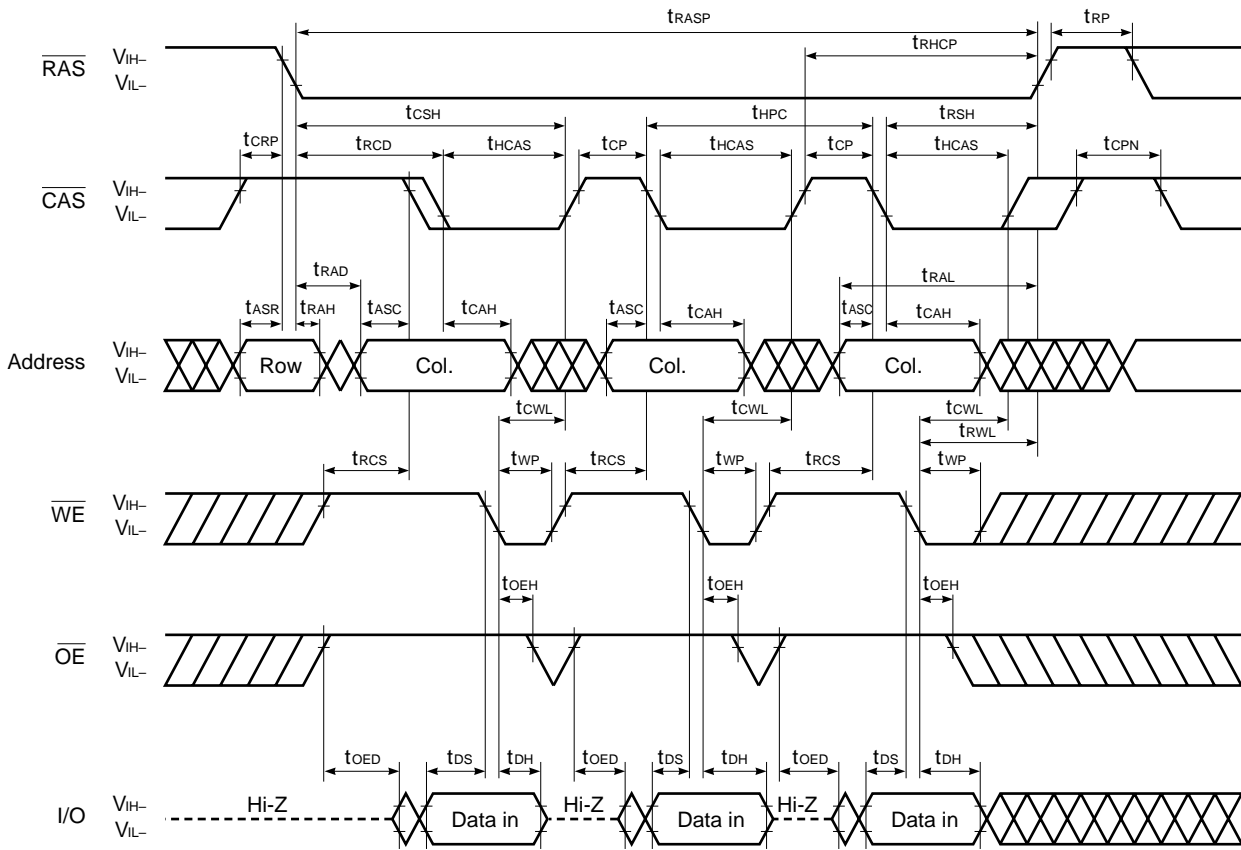 tRASP tRP
tRHCP
RAS VIH–
VIL–
tCSH tHPC tRSH
tCRP tRCD tHCAS tCP tHCAS tCP tHCAS tCPN
CAS VIH–
VIL–
tRAD tRAL
tASR tRAH tASC tCAH tASC tCAH tASC tCAH
Address VIH–
VIL–
Row Col. Col. Col.
tCWL tCWL tCWL
tRWL
tRCS tWP tRCS tWP tRCS tWP
WE VIH–
VIL–
tOEH tOEH tOEH
OE VIH–
VIL–
tOED tDS tDH tOED tDS tDH tOED tDS tDH
I/O VIH–
VIL–
Hi-Z Data in Hi-Z Data in Hi-Z Data in